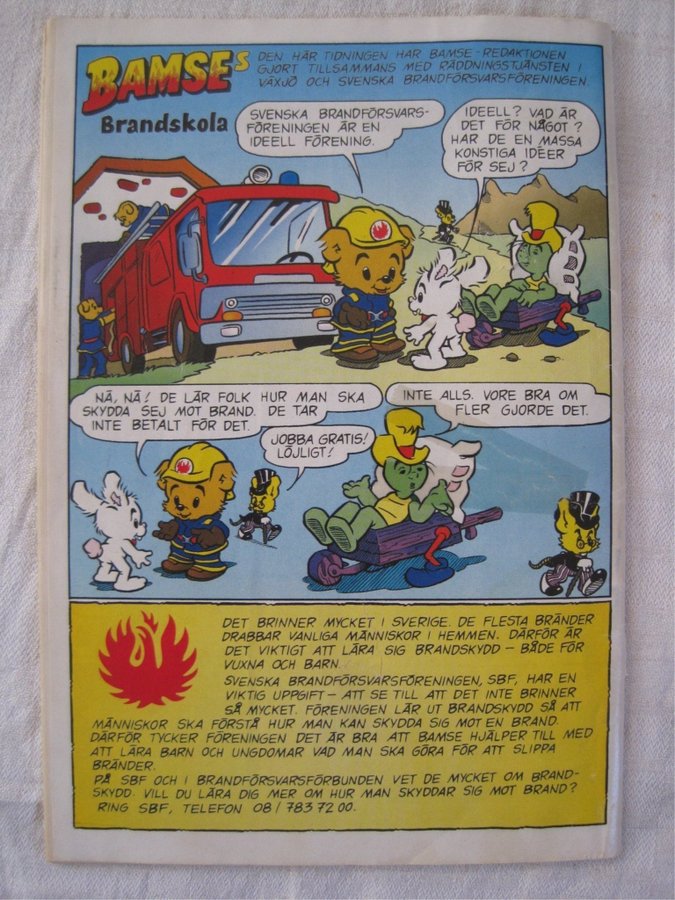 BAMSES
Brandskola
DEN HÄR TIDNINGEN HAR BAMSE-REDAKTIONEN
GJORT TILLSAMMANS MED RÄDDNINGSTJÄNSTEN I
VÄXJÖ OCH SVENSKA BRANDFÖRSVARSFÖRENINGEN
SVENSKA BRANDFÖRSVARS-
FÖRENINGEN ÄR EN
IDEELL FÖRENING.
IDEELL? VAD ÄR
DET FÖR NÅGOT?
HAR DE EN MASSA
KONSTIGA IDÉER
FÖR SEJ?
NÄ, NÄ! DE LÄR FOLK HUR MAN SKA
SKYDDA SEJ MOT BRAND. DE TAR
INTE BETALT FÖR DET.
JOBBA GRATIS!
LÖJLIGT!
INTE ALLS. VORE BRA OM
FLER GJORDE DET.
DET BRINNER MYCKET I SVERIGE. DE FLESTA BRÄNDER
DRABBAR VANLIGA MÄNNISKOR I HEMMEN. DÄRFÖR ÄR
DET VIKTIGT ATT LÄRA SIG BRANDSKYDD – BÅDE FÖR
VUXNA OCH BARN.
SVENSKA BRANDFÖRSVARSFÖRENINGEN, SBF, HAR EN
VIKTIG UPPGIFT – ATT SE TILL ATT DET INTE BRINNER
SÅ MYCKET. FÖRENINGEN LÄR UT BRANDSKYDD SÅ ATT
MÄNNISKOR SKA FÖRSTÅ HUR MAN KAN SKYDDA SIG MOT EN BRAND.
DÄRFÖR TYCKER FÖRENINGEN DET ÄR BRA ATT BAMSE HJÄLPER TILL MED
ATT LÄRA BARN OCH UNGDOMAR VAD MAN SKA GÖRA FÖR ATT SLIPPA
BRÄNDER.
PÅ SBF OCH I BRANDFÖRSVARSFÖRBUNDEN VET DE MYCKET OM BRAND-
SKYDD. VILL DU LÄRA DIG MER OM HUR MAN SKYDDAR SIG MOT BRAND?
RING SBF, TELEFON 08/783 72 00.